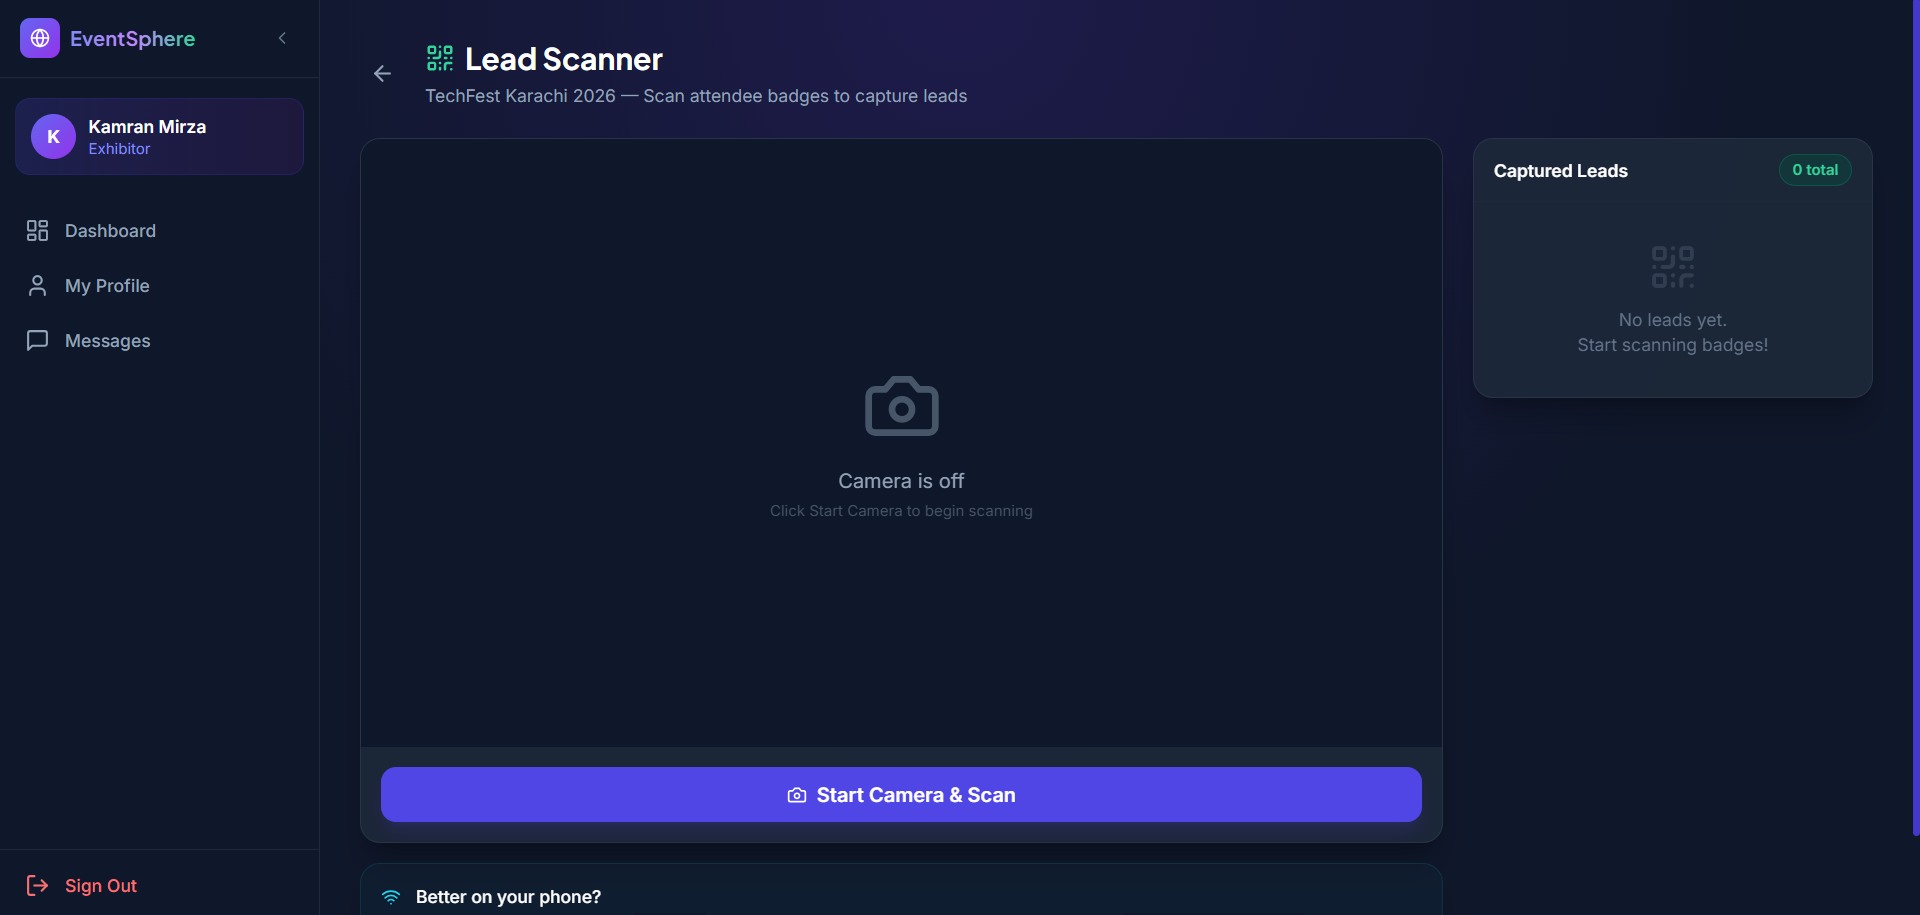 EventSphere
K
Kamran Mirza
Exhibitor
Dashboard
My Profile
Messages
Sign Out
Lead Scanner
TechFest Karachi 2026 — Scan attendee badges to capture leads
Camera is off
Click Start Camera to begin scanning
Start Camera & Scan
Better on your phone?
Captured Leads
0 total
No leads yet.
Start scanning badges!